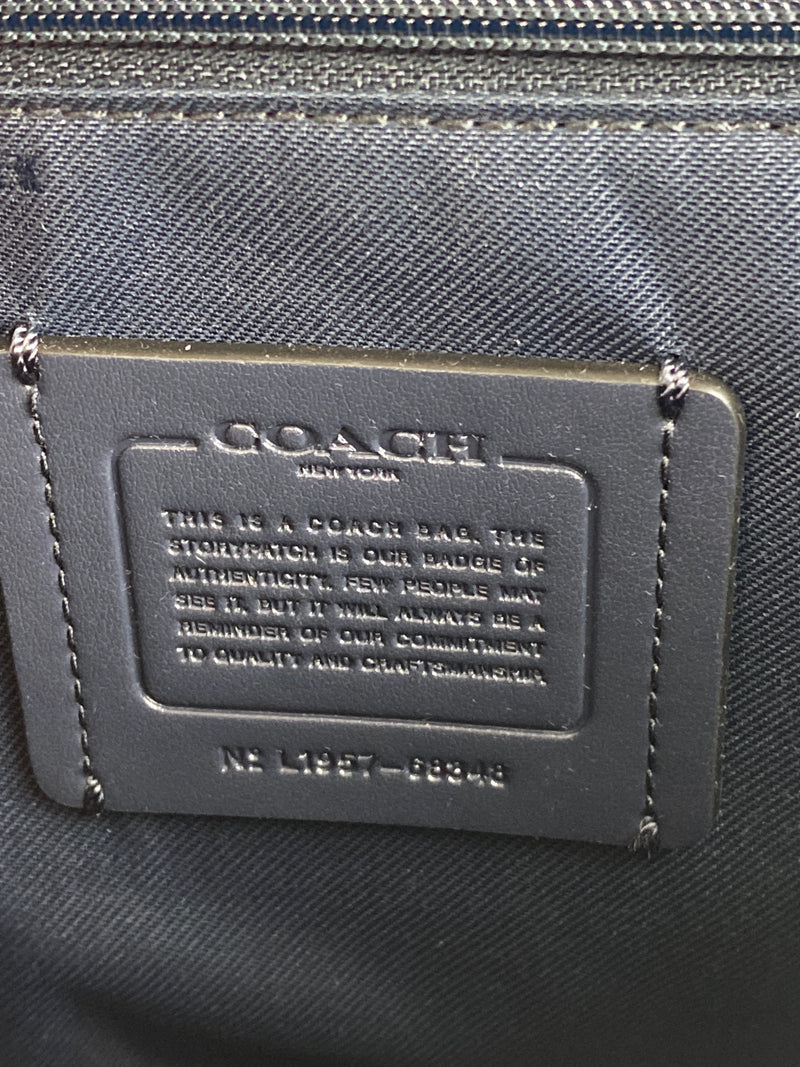 COACH
NEW YORK
THIS IS A COACH BAG. THE
STORYPATCH IS OUR BADGE OF
AUTHENTICITY. FEW PEOPLE MAY
SEE IT, BUT IT WILL ALWAYS BE A
REMINDER OF OUR COMMITMENT
TO QUALITY AND CRAFTSMANSHIP.
Nº L1957-68848